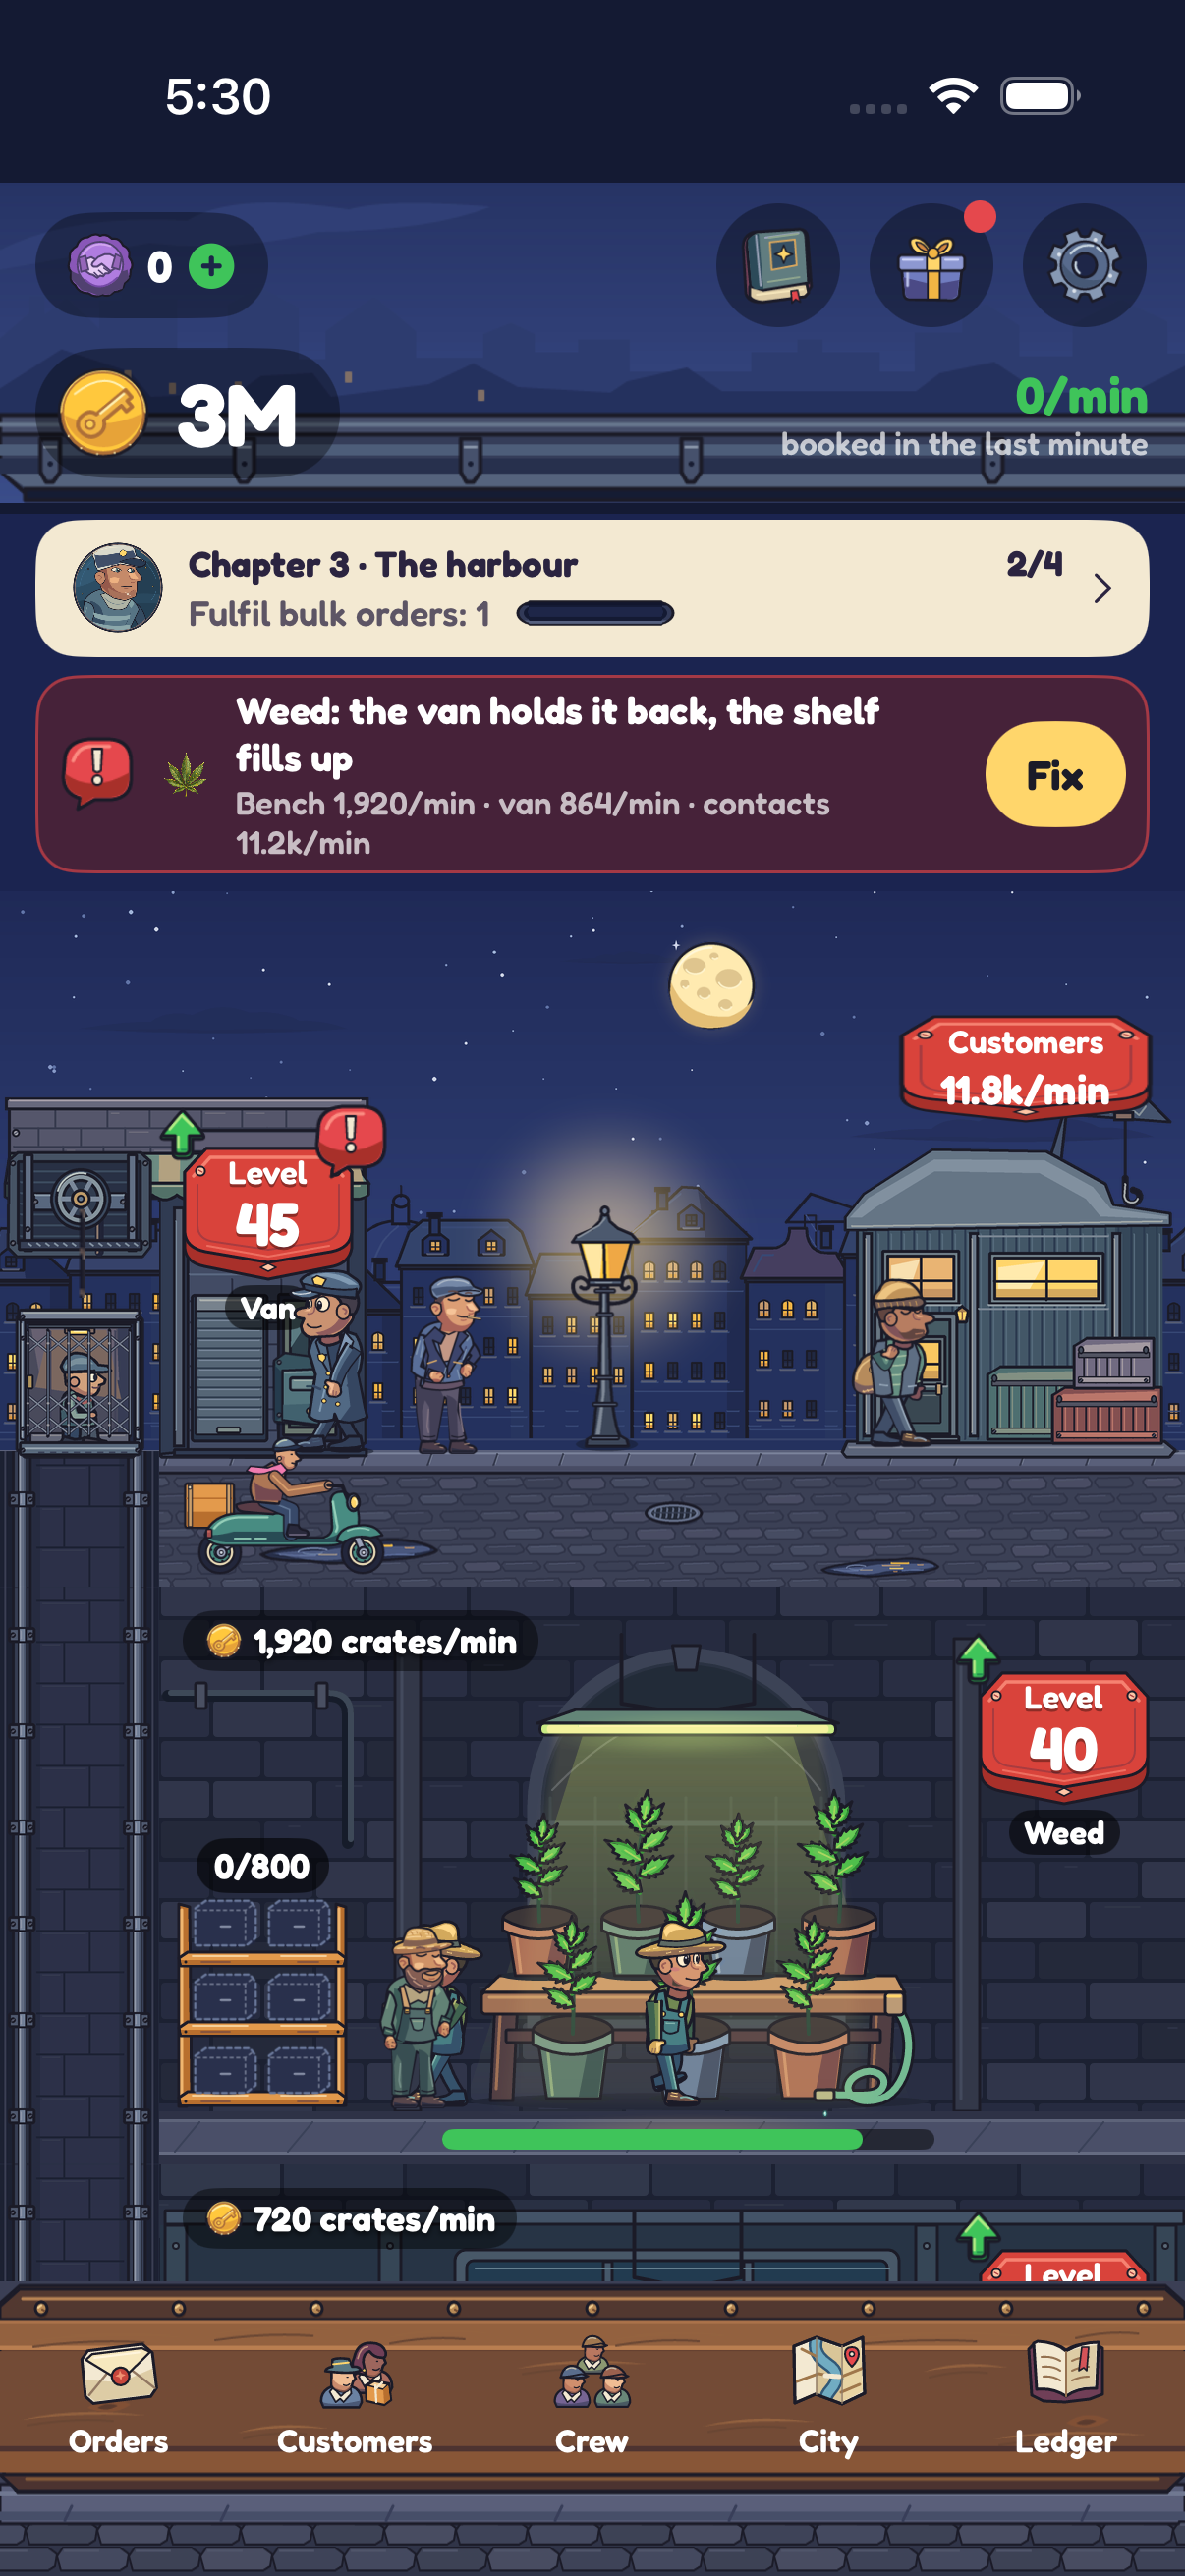 5:30
0
3M
0/min
booked in the last minute
Chapter 3 · The harbour
2/4
Fulfil bulk orders: 1
Weed: the van holds it back, the shelf
fills up
Bench 1,920/min · van 864/min · contacts
11.2k/min
Fix
Customers
11.8k/min
Level
45
Van
1,920 crates/min
Level
40
Weed
0/800
720 crates/min
Level
Orders
Customers
Crew
City
Ledger